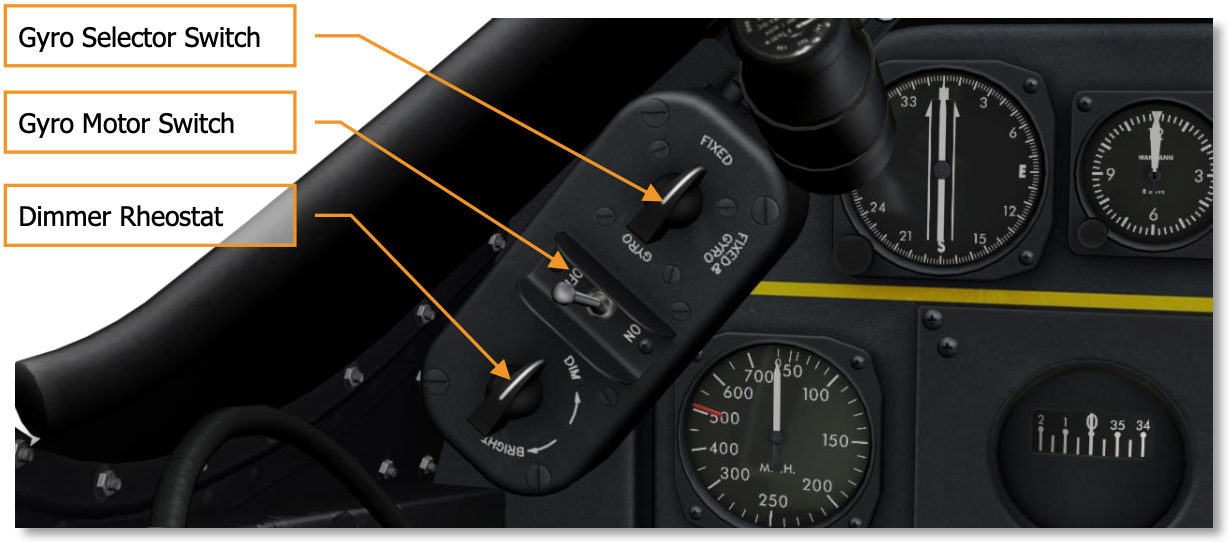 Gyro Selector Switch
Gyro Motor Switch
Dimmer Rheostat
FIXED
FIXED &
GYRO
GYRO
OFF
ON
DIM
BRIGHT
33
3
6
E
12
15
S
21
24
9
3
6
50
100
150
200
250
300
400
500
600
700
0
M.P.H.
2 1 0 35 34